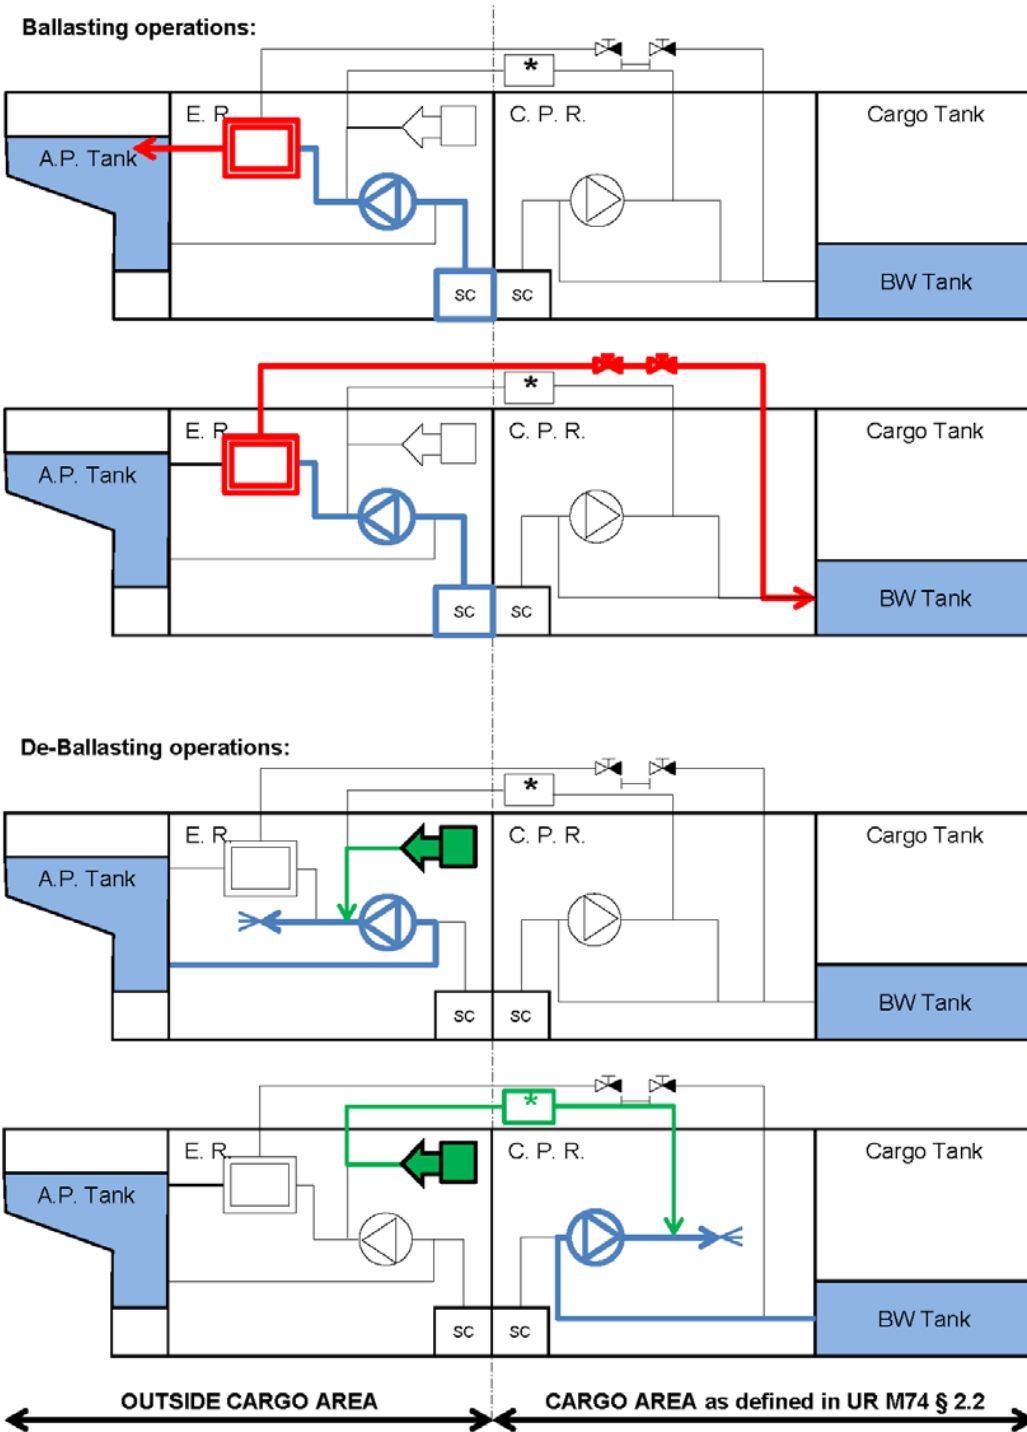 Ballasting operations:
*
E. R.
C. P. R.
Cargo Tank
A.P. Tank
BW Tank
SC
SC
*
E. R.
C. P. R.
Cargo Tank
A.P. Tank
BW Tank
SC
SC
De-Ballasting operations:
*
E. R.
C. P. R.
Cargo Tank
A.P. Tank
BW Tank
SC
SC
*
E. R.
C. P. R.
Cargo Tank
A.P. Tank
BW Tank
SC
SC
OUTSIDE CARGO AREA
CARGO AREA as defined in UR M74 § 2.2